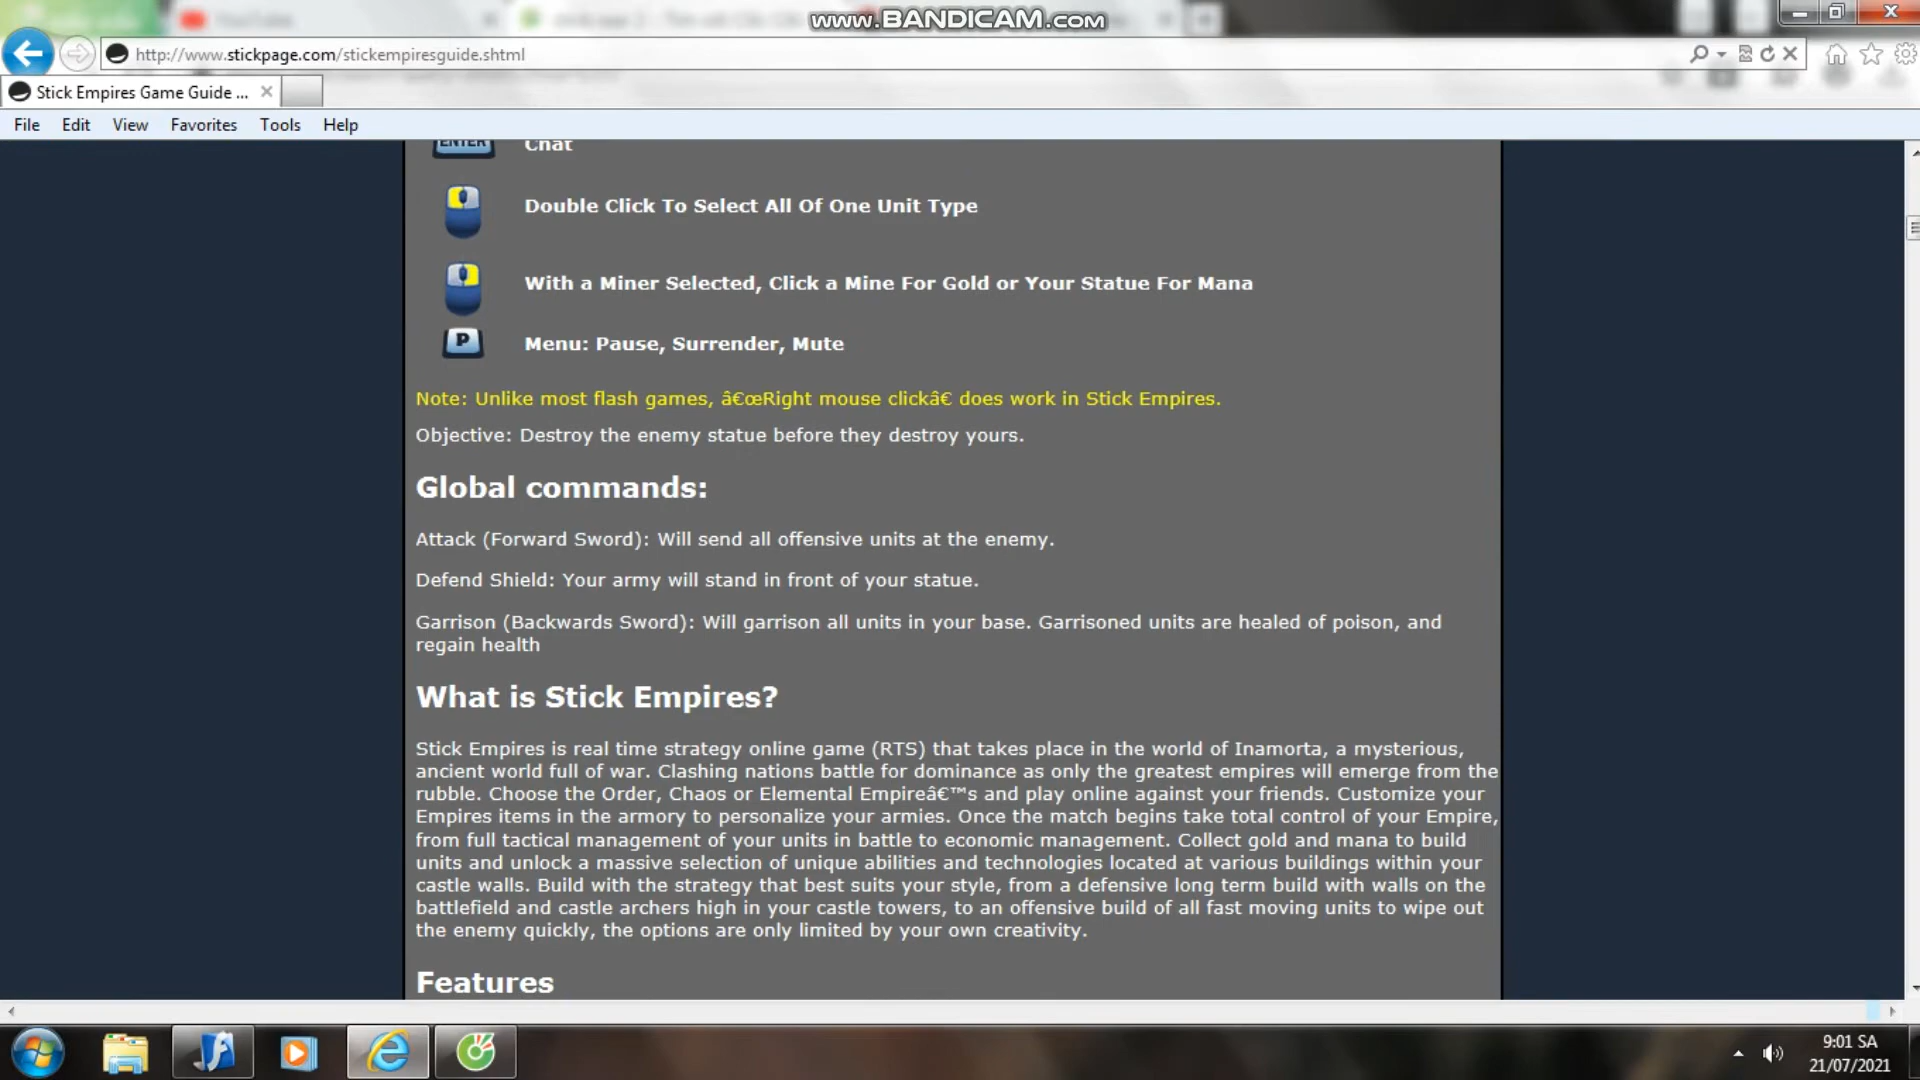 www.BANDICAM.com
http://www.stickpage.com/stickempiresguide.shtml
Stick Empires Game Guide ...
File Edit View Favorites Tools Help
ENTER Chat
Double Click To Select All Of One Unit Type
With a Miner Selected, Click a Mine For Gold or Your Statue For Mana
P Menu: Pause, Surrender, Mute
Note: Unlike most flash games, â€œRight mouse clickâ€ does work in Stick Empires.
Objective: Destroy the enemy statue before they destroy yours.
Global commands:
Attack (Forward Sword): Will send all offensive units at the enemy.
Defend Shield: Your army will stand in front of your statue.
Garrison (Backwards Sword): Will garrison all units in your base. Garrisoned units are healed of poison, and
regain health
What is Stick Empires?
Stick Empires is real time strategy online game (RTS) that takes place in the world of Inamorta, a mysterious,
ancient world full of war. Clashing nations battle for dominance as only the greatest empires will emerge from the
rubble. Choose the Order, Chaos or Elemental Empireâ€™s and play online against your friends. Customize your
Empires items in the armory to personalize your armies. Once the match begins take total control of your Empire,
from full tactical management of your units in battle to economic management. Collect gold and mana to build
units and unlock a massive selection of unique abilities and technologies located at various buildings within your
castle walls. Build with the strategy that best suits your style, from a defensive long term build with walls on the
battlefield and castle archers high in your castle towers, to an offensive build of all fast moving units to wipe out
the enemy quickly, the options are only limited by your own creativity.
Features
9:01 SA
21/07/2021